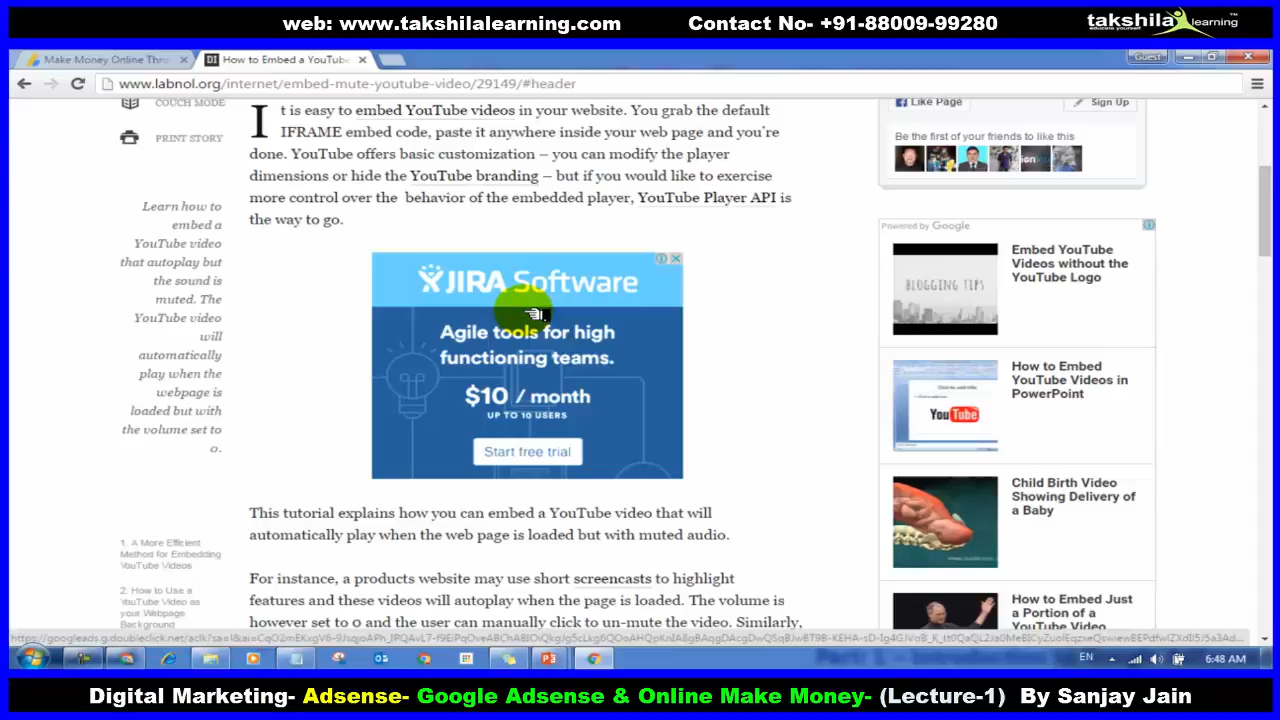 web: www.takshilalearning.com Contact No- +91-88009-99280
takshila learning
educate yourself
Make Money Online Thro
How to Embed a YouTube
Guest
www.labnol.org/internet/embed-mute-youtube-video/29149/#header
COUCH MODE
PRINT STORY
Learn how to
embed a
YouTube video
that autoplay but
the sound is
muted. The
YouTube video
will
automatically
play when the
webpage is
loaded but with
the volume set to
0.
1. A More Efficient
Method for Embedding
YouTube Videos
2. How to Use a
YouTube Video as
your Webpage
Background
It is easy to embed YouTube videos in your website. You grab the default
IFRAME embed code, paste it anywhere inside your web page and you're
done. YouTube offers basic customization – you can modify the player
dimensions or hide the YouTube branding – but if you would like to exercise
more control over the behavior of the embedded player, YouTube Player API is
the way to go.
JIRA Software
Agile tools for high
functioning teams.
$10 / month
UP TO 10 USERS
Start free trial
This tutorial explains how you can embed a YouTube video that will
automatically play when the web page is loaded but with muted audio.
For instance, a products website may use short screencasts to highlight
features and these videos will autoplay when the page is loaded. The volume is
however set to 0 and the user can manually click to un-mute the video. Similarly,
Like Page
Sign Up
Be the first of your friends to like this
Powered by Google
Embed YouTube
Videos without the
YouTube Logo
BLOGGING TIPS
How to Embed
YouTube Videos in
PowerPoint
YouTube
Child Birth Video
Showing Delivery of
a Baby
How to Embed Just
a Portion of a
YouTube Video
EN
6:48 AM
Digital Marketing- Adsense- Google Adsense & Online Make Money- (Lecture-1) By Sanjay Jain